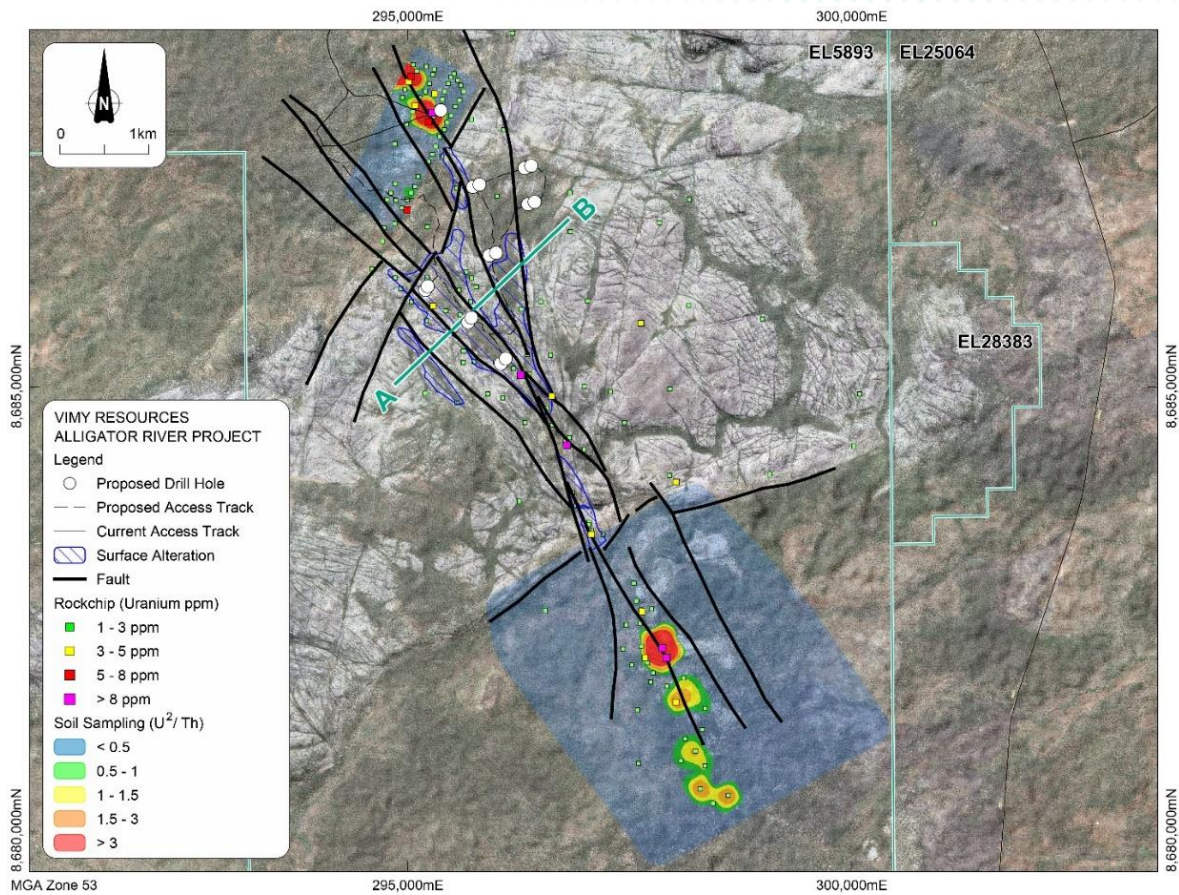 295,000mE
300,000mE
EL5893
EL25064
N
0
1km
B
EL28383
A
8,685,000mN
8,685,000mN
VIMY RESOURCES
ALLIGATOR RIVER PROJECT
Legend
Proposed Drill Hole
Proposed Access Track
Current Access Track
Surface Alteration
Fault
Rockchip (Uranium ppm)
1 - 3 ppm
3 - 5 ppm
5 - 8 ppm
> 8 ppm
Soil Sampling (U²/ Th)
< 0.5
0.5 - 1
1 - 1.5
1.5 - 3
> 3
8,680,000mN
8,680,000mN
MGA Zone 53
295,000mE
300,000mE